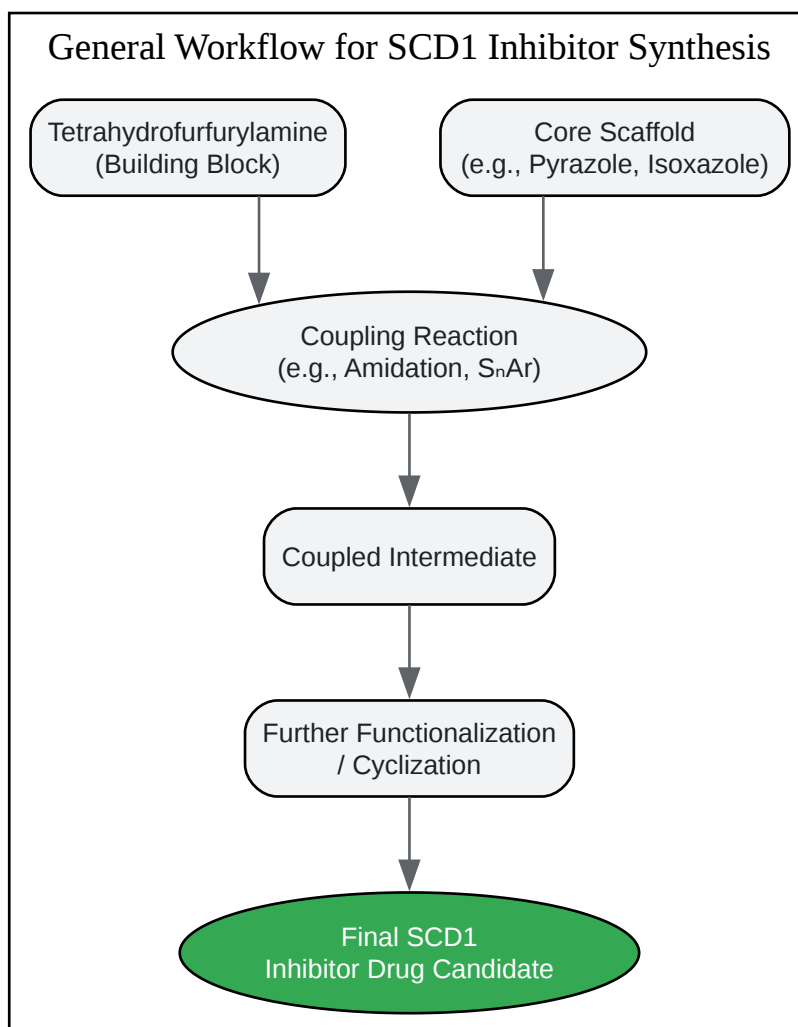 General Workflow for SCD1 Inhibitor Synthesis
Tetrahydrofurfurylamine
(Building Block)
Core Scaffold
(e.g., Pyrazole, Isoxazole)
Coupling Reaction
(e.g., Amidation, SₙAr)
Coupled Intermediate
Further Functionalization
/ Cyclization
Final SCD1
Inhibitor Drug Candidate